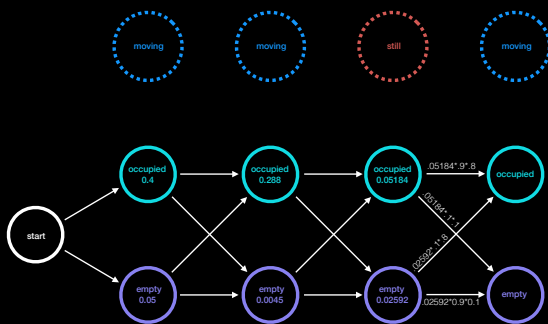 moving
moving
still
moving
occupied
0.4
occupied
0.288
occupied
0.05184
.05184*.9*.8
occupied
.05184*.1*.1
.02592*.1*.8
start
empty
0.05
empty
0.0045
empty
0.02592
.02592*0.9*0.1
empty